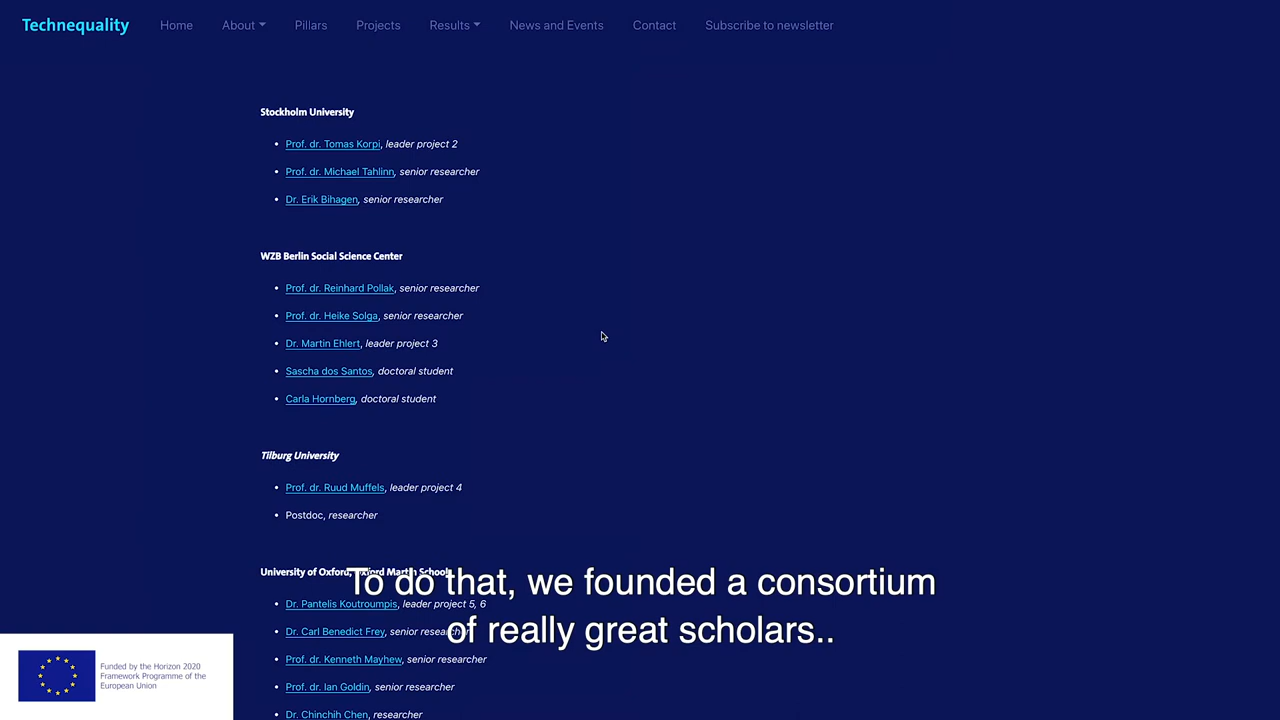 Technequality Home About Pillars Projects Results News and Events Contact Subscribe to newsletter
Stockholm University
Prof. dr. Tomas Korpi, leader project 2
Prof. dr. Michael Tahlinn, senior researcher
Dr. Erik Bihagen, senior researcher
WZB Berlin Social Science Center
Prof. dr. Reinhard Pollak, senior researcher
Prof. dr. Heike Solga, senior researcher
Dr. Martin Ehlert, leader project 3
Sascha dos Santos, doctoral student
Carla Hornberg, doctoral student
Tilburg University
Prof. dr. Ruud Muffels, leader project 4
Postdoc, researcher
University of Oxford, Oxford Martin School
Dr. Pantelis Koutroumpis, leader project 5, 6
Dr. Carl Benedict Frey, senior researcher
Prof. dr. Kenneth Mayhew, senior researcher
Prof. dr. Ian Goldin, senior researcher
Dr. Chinchih Chen, researcher
To do that, we founded a consortium
of really great scholars..
Funded by the Horizon 2020
Framework Programme of the
European Union